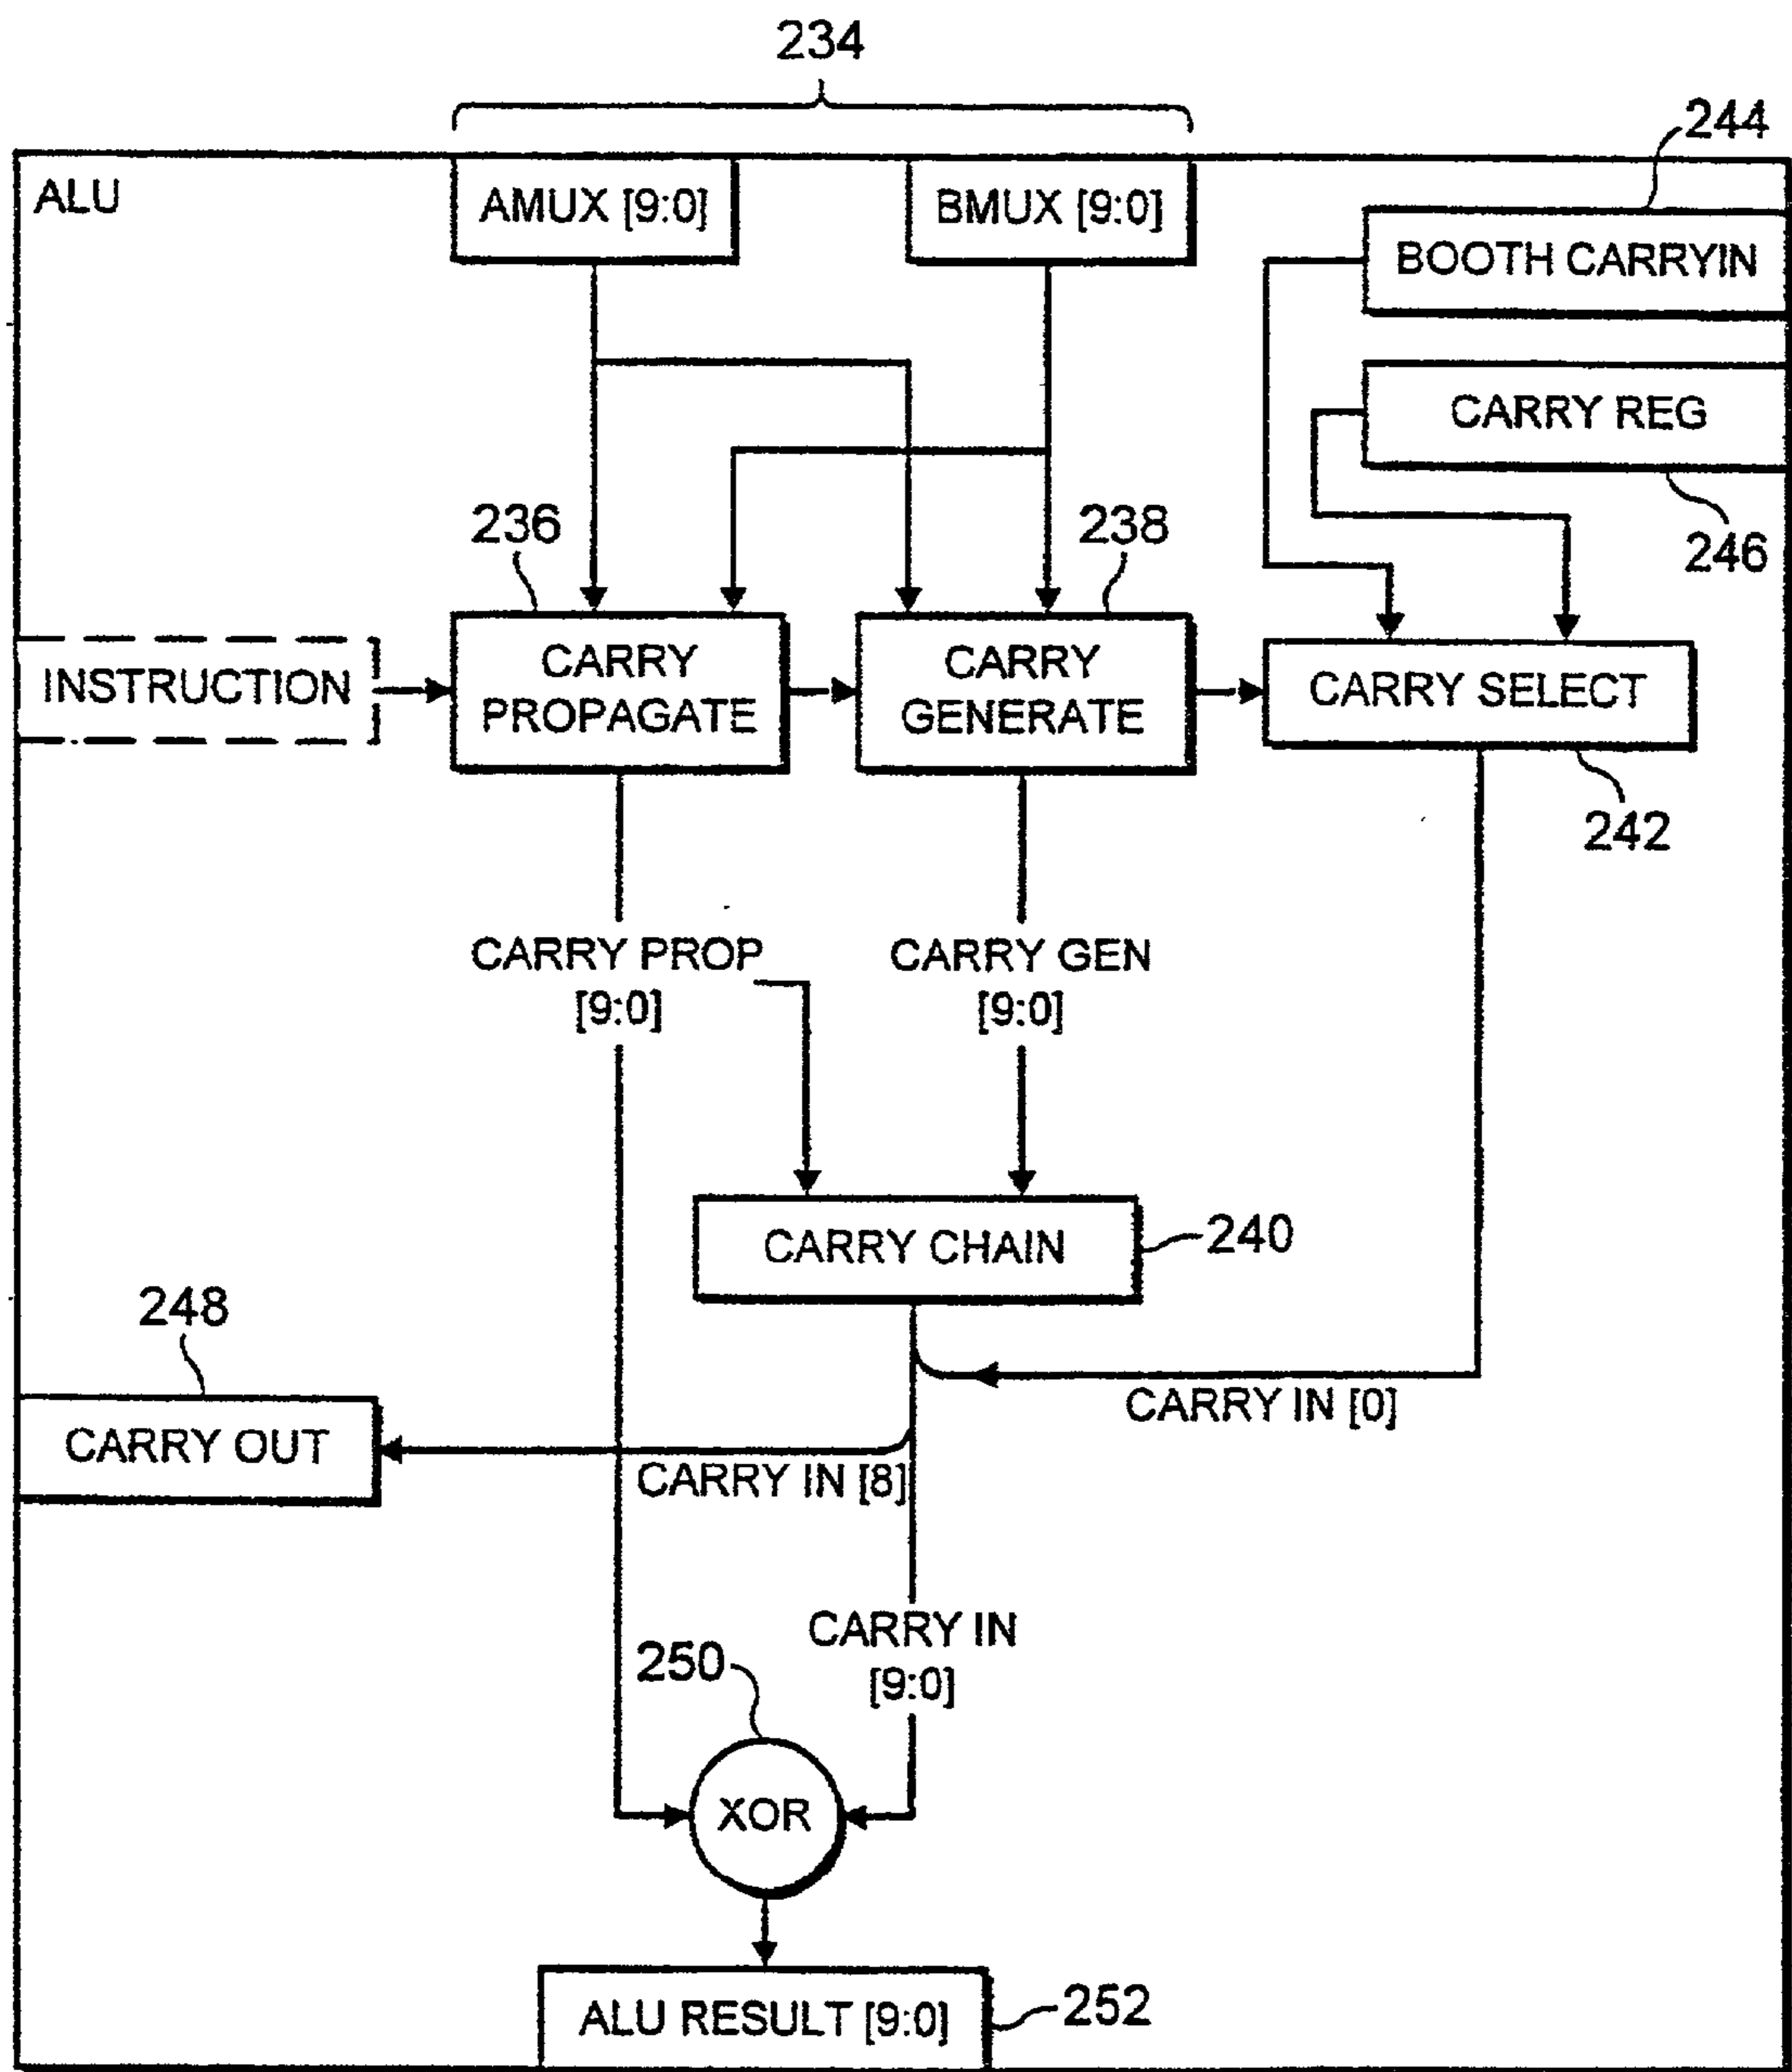 234
244
ALU
AMUX [9:0]
BMUX [9:0]
BOOTH CARRYIN
CARRY REG
236
238
246
INSTRUCTION
CARRY
PROPAGATE
CARRY
GENERATE
CARRY SELECT
242
CARRY PROP
[9:0]
CARRY GEN
[9:0]
CARRY CHAIN
240
248
CARRY IN [0]
CARRY OUT
CARRY IN [8]
CARRY IN
[9:0]
250
XOR
ALU RESULT [9:0]
252